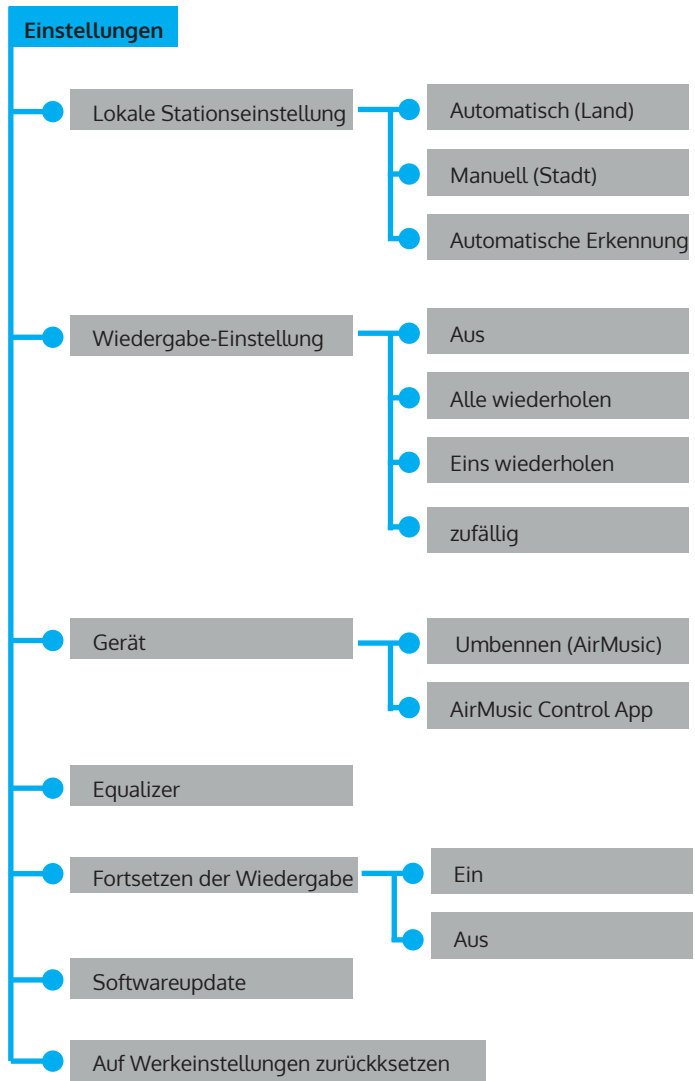 Einstellungen
Lokale Stationseinstellung
Automatisch (Land)
Manuell (Stadt)
Automatische Erkennung
Wiedergabe-Einstellung
Aus
Alle wiederholen
Eins wiederholen
zufällig
Gerät
Umbennen (AirMusic)
AirMusic Control App
Equalizer
Fortsetzen der Wiedergabe
Ein
Aus
Softwareupdate
Auf Werkeinstellungen zurückksetzen